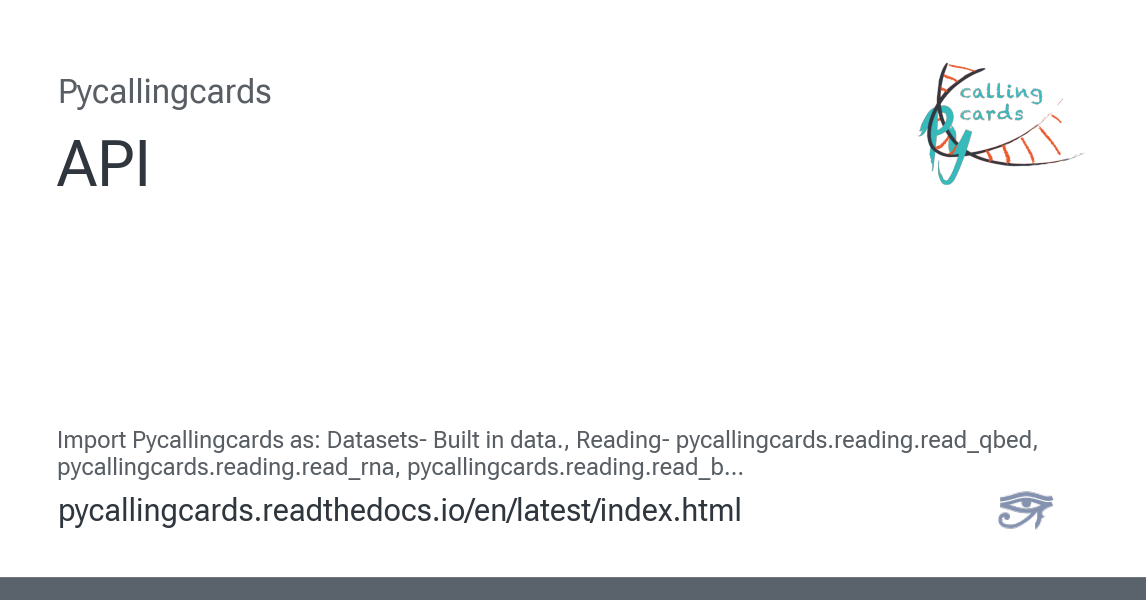 Pycallingcards
API
calling
cards
Py
Import Pycallingcards as: Datasets- Built in data., Reading- pycallingcards.reading.read_qbed,
pycallingcards.reading.read_rna, pycallingcards.reading.read_b...
pycallingcards.readthedocs.io/en/latest/index.html